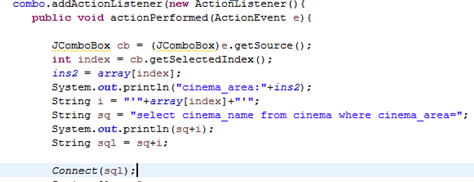 combo.addActionListener(new ActionListener(){
public void actionPerformed(ActionEvent e){
JComboBox cb = (JComboBox)e.getSource();
int index = cb.getSelectedIndex();
ins2 = array[index];
System.out.println("cinema_area:"+ins2);
String i = "'"+array[index]+"'";
String sq = "select cinema_name from cinema where cinema_area=";
System.out.println(sq+i);
String sql = sq+i;
Connect(sql);